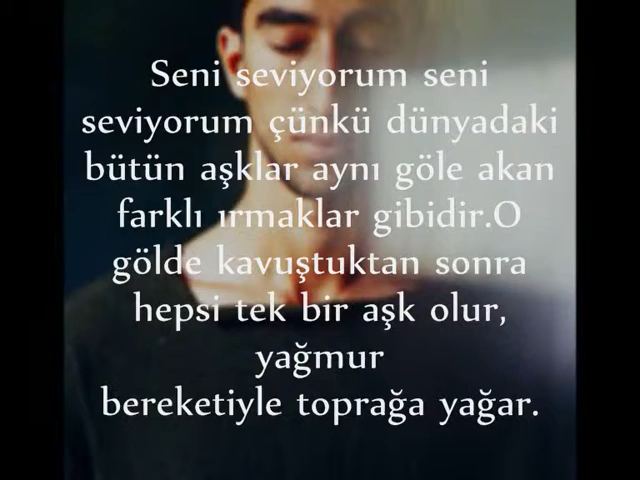 Seni seviyorum seni
seviyorum çünkü dünyadaki
bütün aşklar aynı göle akan
farklı ırmaklar gibidir.O
gölde kavuştuktan sonra
hepsi tek bir aşk olur,
yağmur
bereketiyle toprağa yağar.